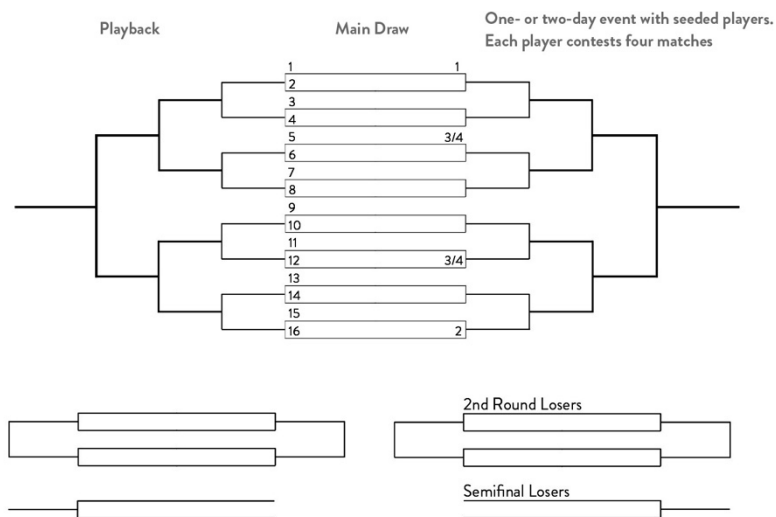 Playback
Main Draw
One- or two-day event with seeded players.
Each player contests four matches
1 1
2
3
4
5 3/4
6
7
8
9
10
11
12 3/4
13
14
15
16 2
2nd Round Losers
Semifinal Losers